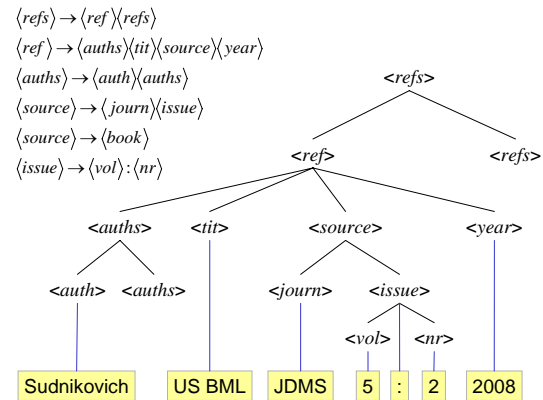 ⟨refs⟩→⟨ref⟩⟨refs⟩
⟨ref⟩→⟨auths⟩⟨tit⟩⟨source⟩⟨year⟩
⟨auths⟩→⟨auth⟩⟨auths⟩
⟨source⟩→⟨journ⟩⟨issue⟩
⟨source⟩→⟨book⟩
⟨issue⟩→⟨vol⟩:⟨nr⟩
<refs>
<ref> <refs>
<auths> <tit> <source> <year>
<auth> <auths> <journ> <issue>
<vol> <nr>
Sudnikovich US BML JDMS 5 : 2 2008